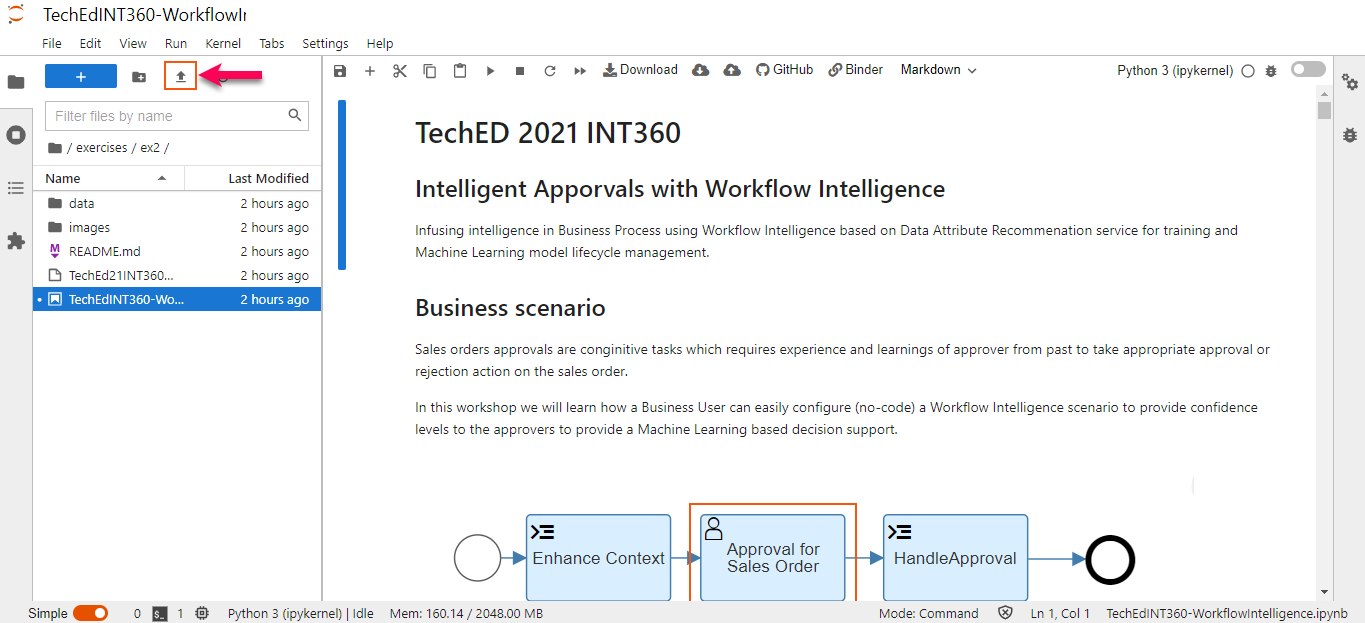 TechEdINT360-WorkflowIr
File Edit View Run Kernel Tabs Settings Help
Download GitHub Binder Markdown Python 3 (ipykernel)
Filter files by name
/ exercises / ex2 /
Name Last Modified
data 2 hours ago
images 2 hours ago
README.md 2 hours ago
TechEd21INT360... 2 hours ago
TechEdINT360-Wo... 2 hours ago
TechED 2021 INT360
Intelligent Apporvals with Workflow Intelligence
Infusing intelligence in Business Process using Workflow Intelligence based on Data Attribute Recommenation service for training and
Machine Learning model lifecycle management.
Business scenario
Sales orders approvals are conginitive tasks which requires experience and learnings of approver from past to take appropriate approval or
rejection action on the sales order.
In this workshop we will learn how a Business User can easily configure (no-code) a Workflow Intelligence scenario to provide confidence
levels to the approvers to provide a Machine Learning based decision support.
Enhance Context
Approval for
Sales Order
HandleApproval
Simple 0 1 Python 3 (ipykernel) | Idle Mem: 160.14 / 2048.00 MB Mode: Command Ln 1, Col 1 TechEdINT360-WorkflowIntelligence.ipynb